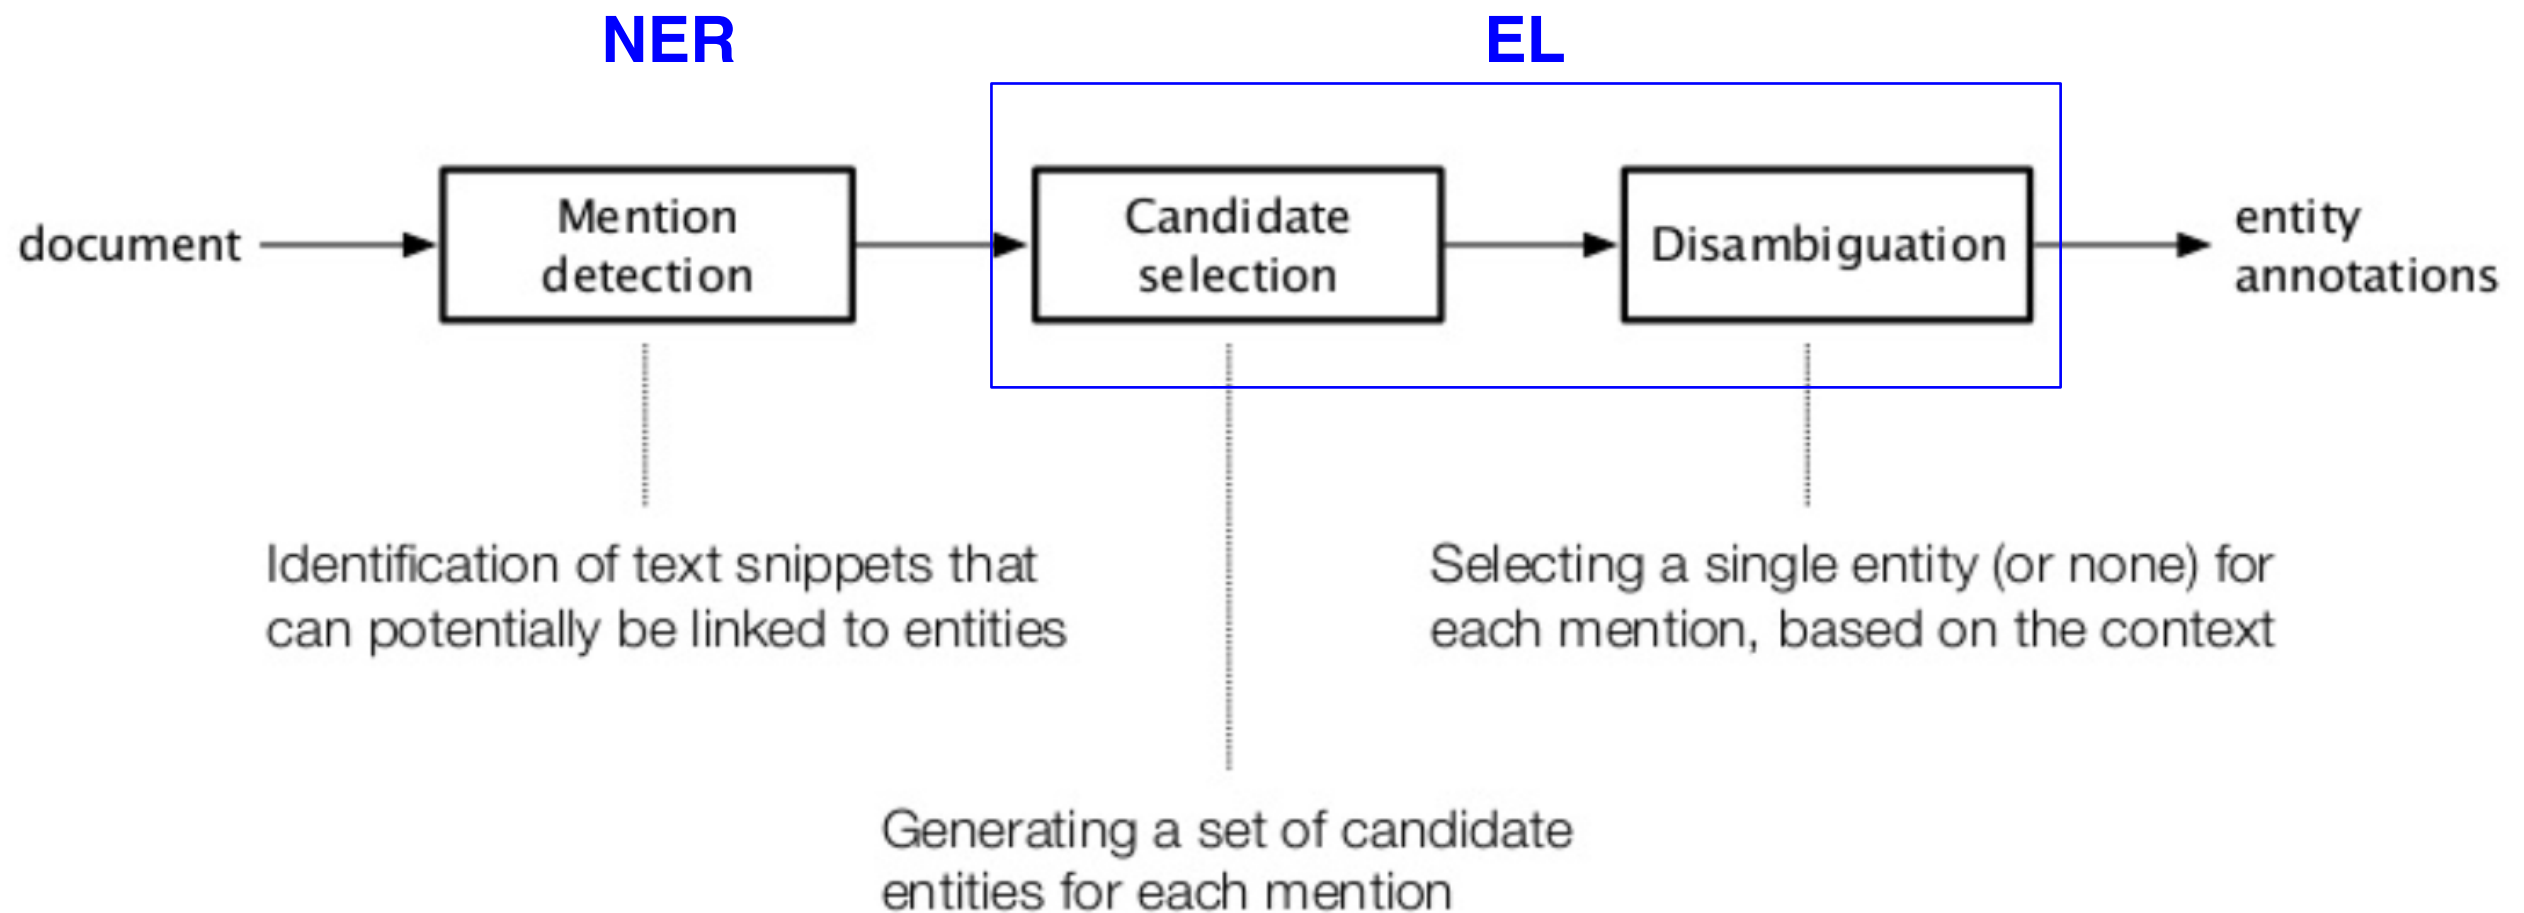 NER
EL
document
Mention
detection
Candidate
selection
Disambiguation
entity
annotations
Identification of text snippets that
can potentially be linked to entities
Selecting a single entity (or none) for
each mention, based on the context
Generating a set of candidate
entities for each mention